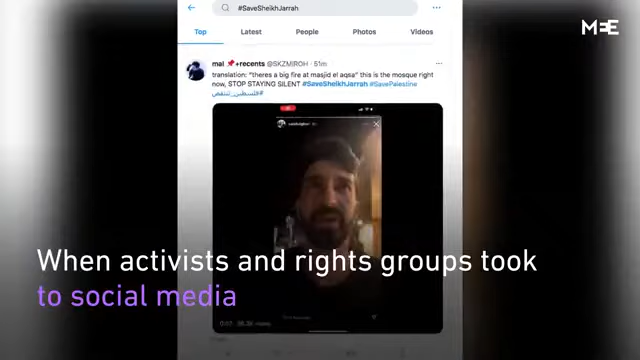 #SaveSheikhJarrah
MEE
Top Latest People Photos Videos
mal 📌+recents @SKZMIROH · 51m
translation: "theres a big fire at masjid el aqsa" this is the mosque right
now, STOP STAYING SILENT #SaveSheikhJarrah #SavePalestine
When activists and rights groups took
to social media